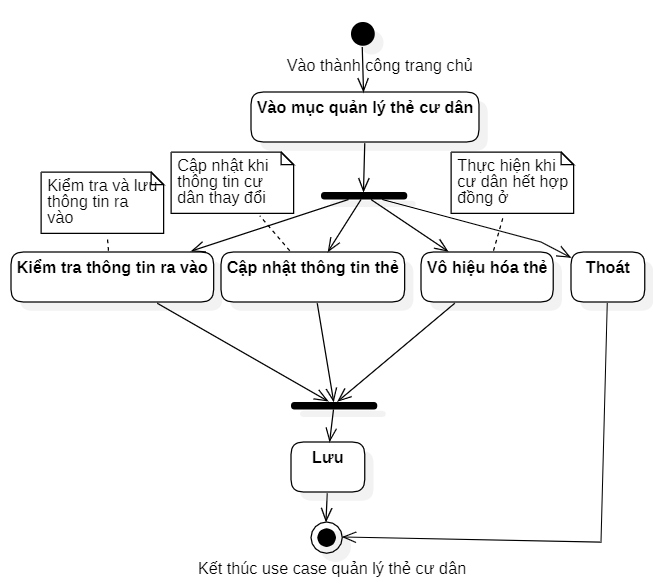 Vào thành công trang chủ
Vào mục quản lý thẻ cư dân
Kiểm tra và lưu
thông tin ra
vào
Cập nhật khi
thông tin cư
dân thay đổi
Thực hiện khi
cư dân hết hợp
đồng ở
Kiểm tra thông tin ra vào
Cập nhật thông tin thẻ
Vô hiệu hóa thẻ
Thoát
Lưu
Kết thúc use case quản lý thẻ cư dân